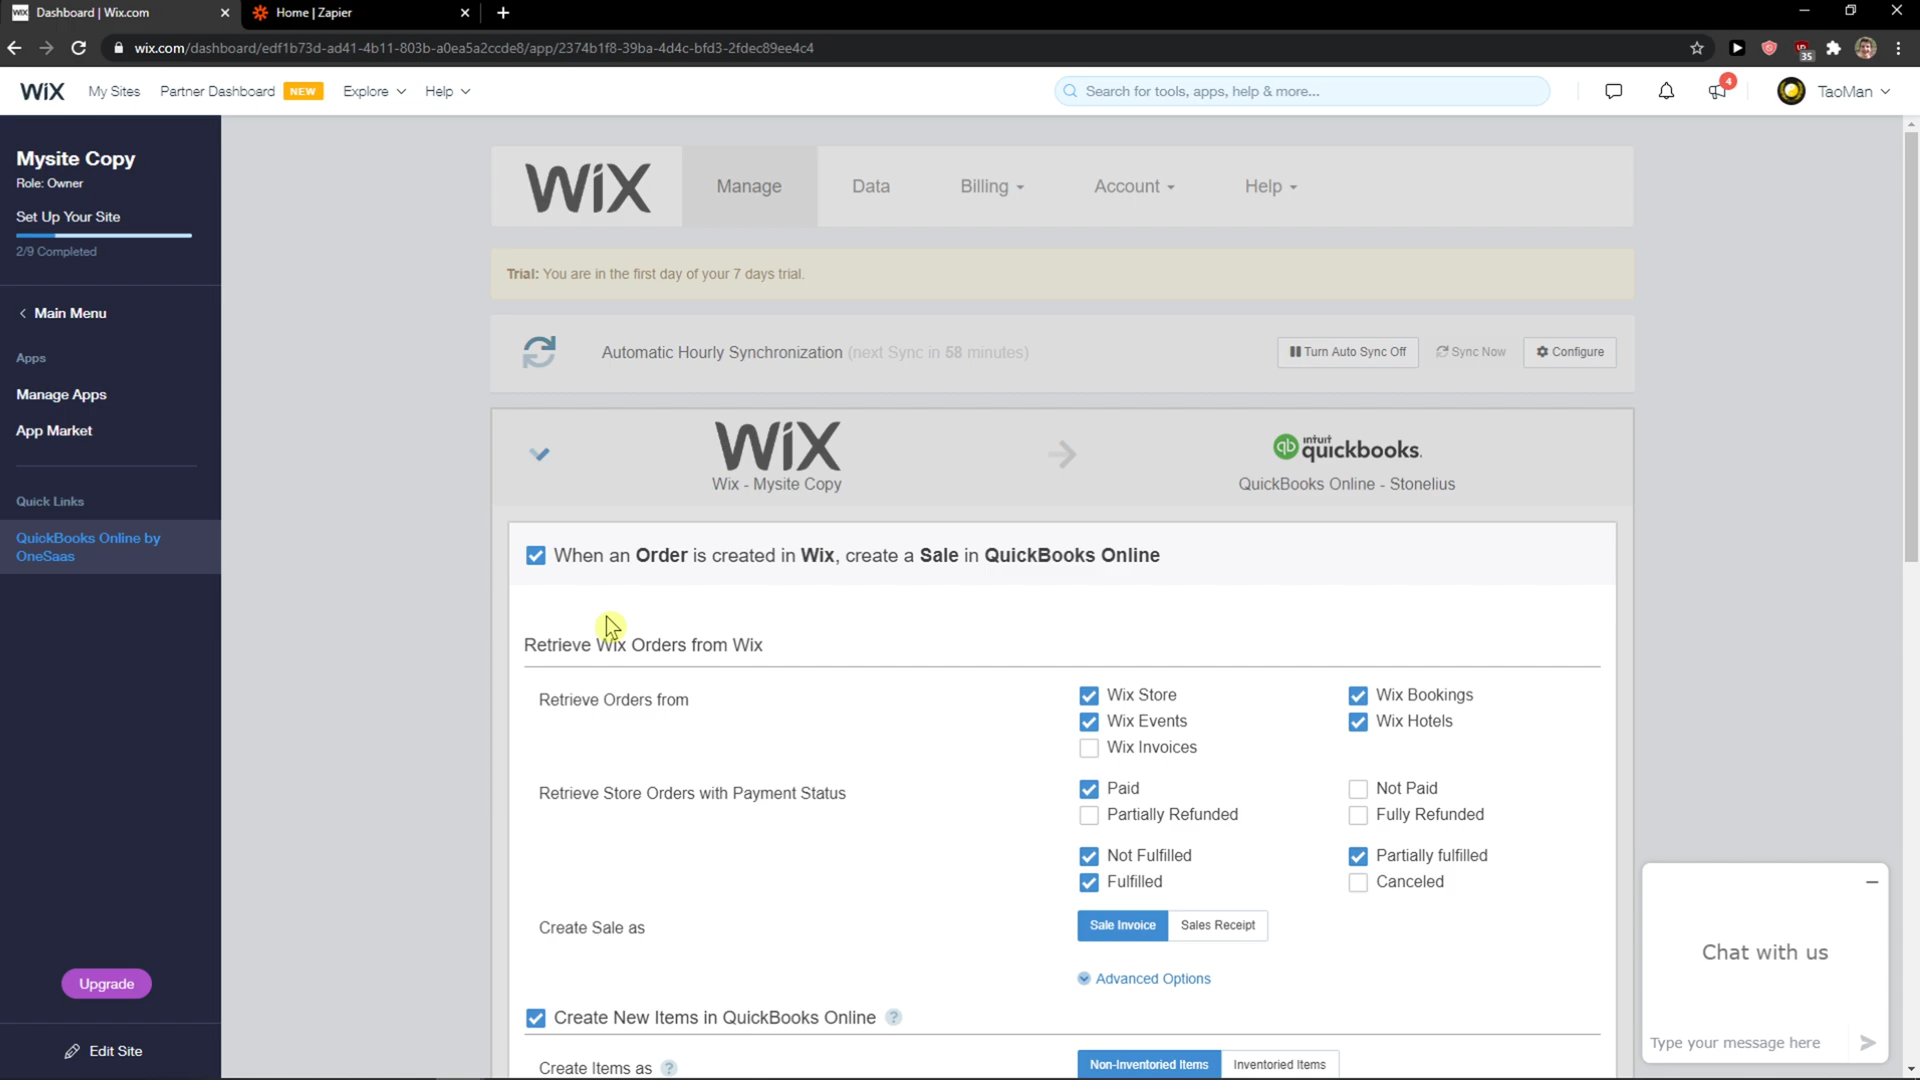 WiX Dashboard | Wix.com
Home | Zapier
wix.com/dashboard/edf1b73d-ad41-4b11-803b-a0ea5a2ccde8/app/2374b1f8-39ba-4d4c-bfd3-2fdec89ee4c4
35
WiX My Sites Partner Dashboard NEW Explore Help
Search for tools, apps, help & more...
4
TaoMan
Mysite Copy
Role: Owner
Set Up Your Site
2/9 Completed
Main Menu
Apps
Manage Apps
App Market
Quick Links
QuickBooks Online by
OneSaas
Upgrade
Edit Site
WiX Manage Data Billing Account Help
Trial: You are in the first day of your 7 days trial.
Automatic Hourly Synchronization (next Sync in 58 minutes) Turn Auto Sync Off Sync Now Configure
WiX
Wix - Mysite Copy
qb intuit quickbooks.
QuickBooks Online - Stonelius
When an Order is created in Wix, create a Sale in QuickBooks Online
Retrieve Wix Orders from Wix
Retrieve Orders from
Wix Store Wix Bookings
Wix Events Wix Hotels
Wix Invoices
Retrieve Store Orders with Payment Status
Paid Not Paid
Partially Refunded Fully Refunded
Not Fulfilled Partially fulfilled
Fulfilled Canceled
Create Sale as Sale Invoice Sales Receipt
Advanced Options
Create New Items in QuickBooks Online ?
Create Items as ? Non-Inventoried Items Inventoried Items
Chat with us
Type your message here